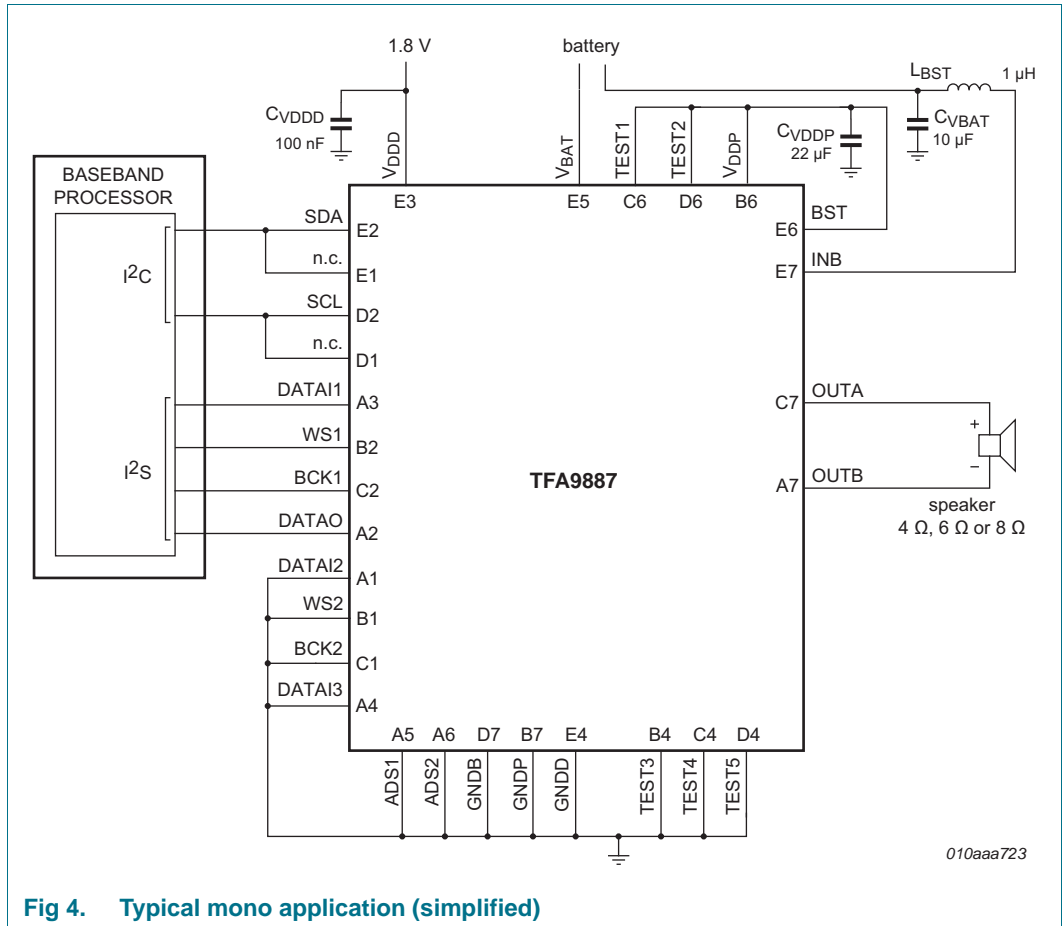 1.8 V
battery
LBST
1 μH
CVDDD
100 nF
VDDD
VBAT
TEST1
TEST2
VDDP
CVDDP
22 μF
CVBAT
10 μF
BASEBAND
PROCESSOR
E3
E5
C6
D6
B6
SDA
E2
E6
BST
n.c.
E1
E7
INB
I2C
SCL
D2
n.c.
D1
DATAI1
A3
C7
OUTA
WS1
B2
+
I2S
BCK1
C2
TFA9887
−
A7
OUTB
DATAO
A2
speaker
4 Ω, 6 Ω or 8 Ω
DATAI2
A1
WS2
B1
BCK2
C1
DATAI3
A4
A5
A6
D7
B7
E4
B4
C4
D4
ADS1
ADS2
GNDB
GNDP
GNDD
TEST3
TEST4
TEST5
010aaa723
Fig 4. Typical mono application (simplified)